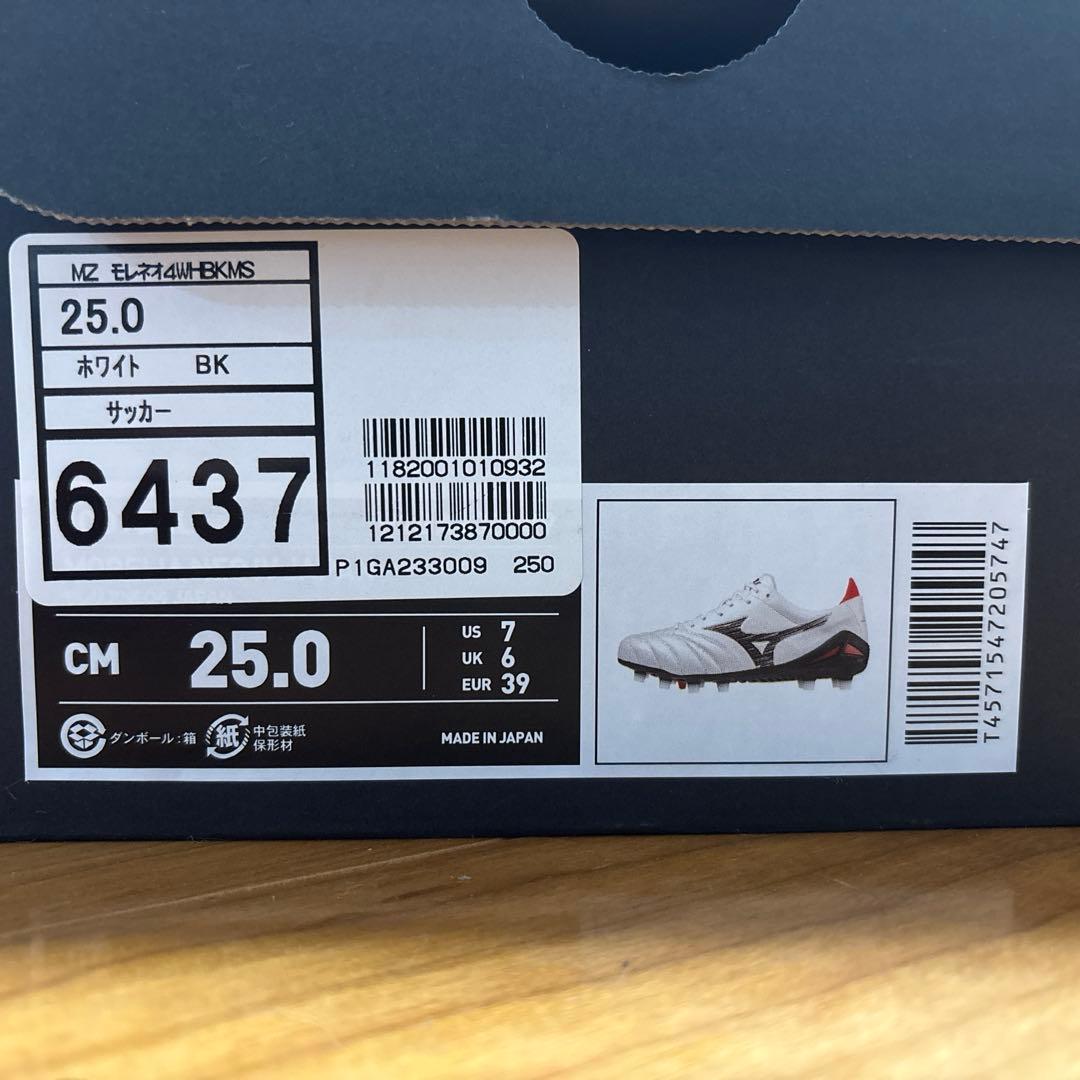 MZ モレネオ4WHBKMS
25.0
ホワイト BK
サッカー
6437
1182001010932
1212173870000
P1GA233009 250
CM 25.0
US 7
UK 6
EUR 39
ダンボール:箱
紙 中包装紙
保形材
MADE IN JAPAN
T4571547205747